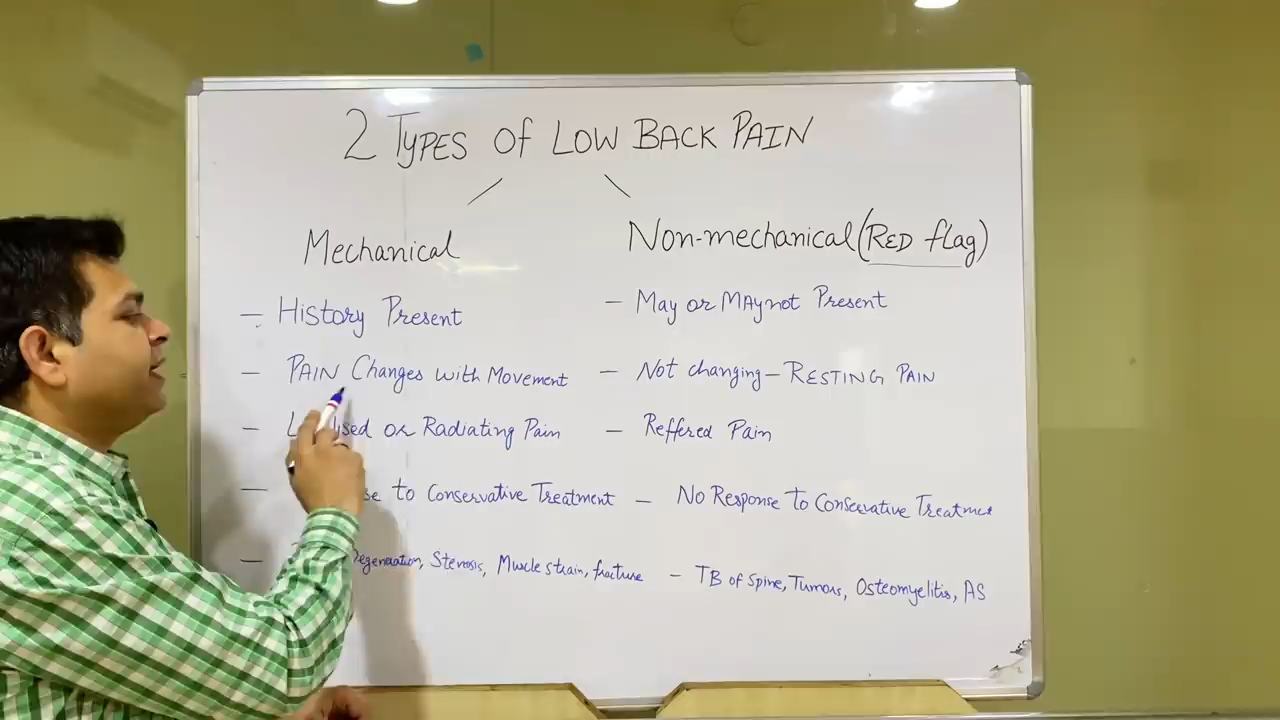 2 TYPES OF LOW BACK PAIN
Mechanical
- History Present
- PAIN Changes with Movement
- or Radiating Pain
- to Conservative Treatment
- Degeneration, Stenosis, Muscle strain, fracture
Non-mechanical (RED flag)
- May or MAy not Present
- Not changing - RESTING PAIN
- Reffered Pain
- No Response to Conservative Treatment
- TB of Spine, Tumors, Osteomyelitis, AS